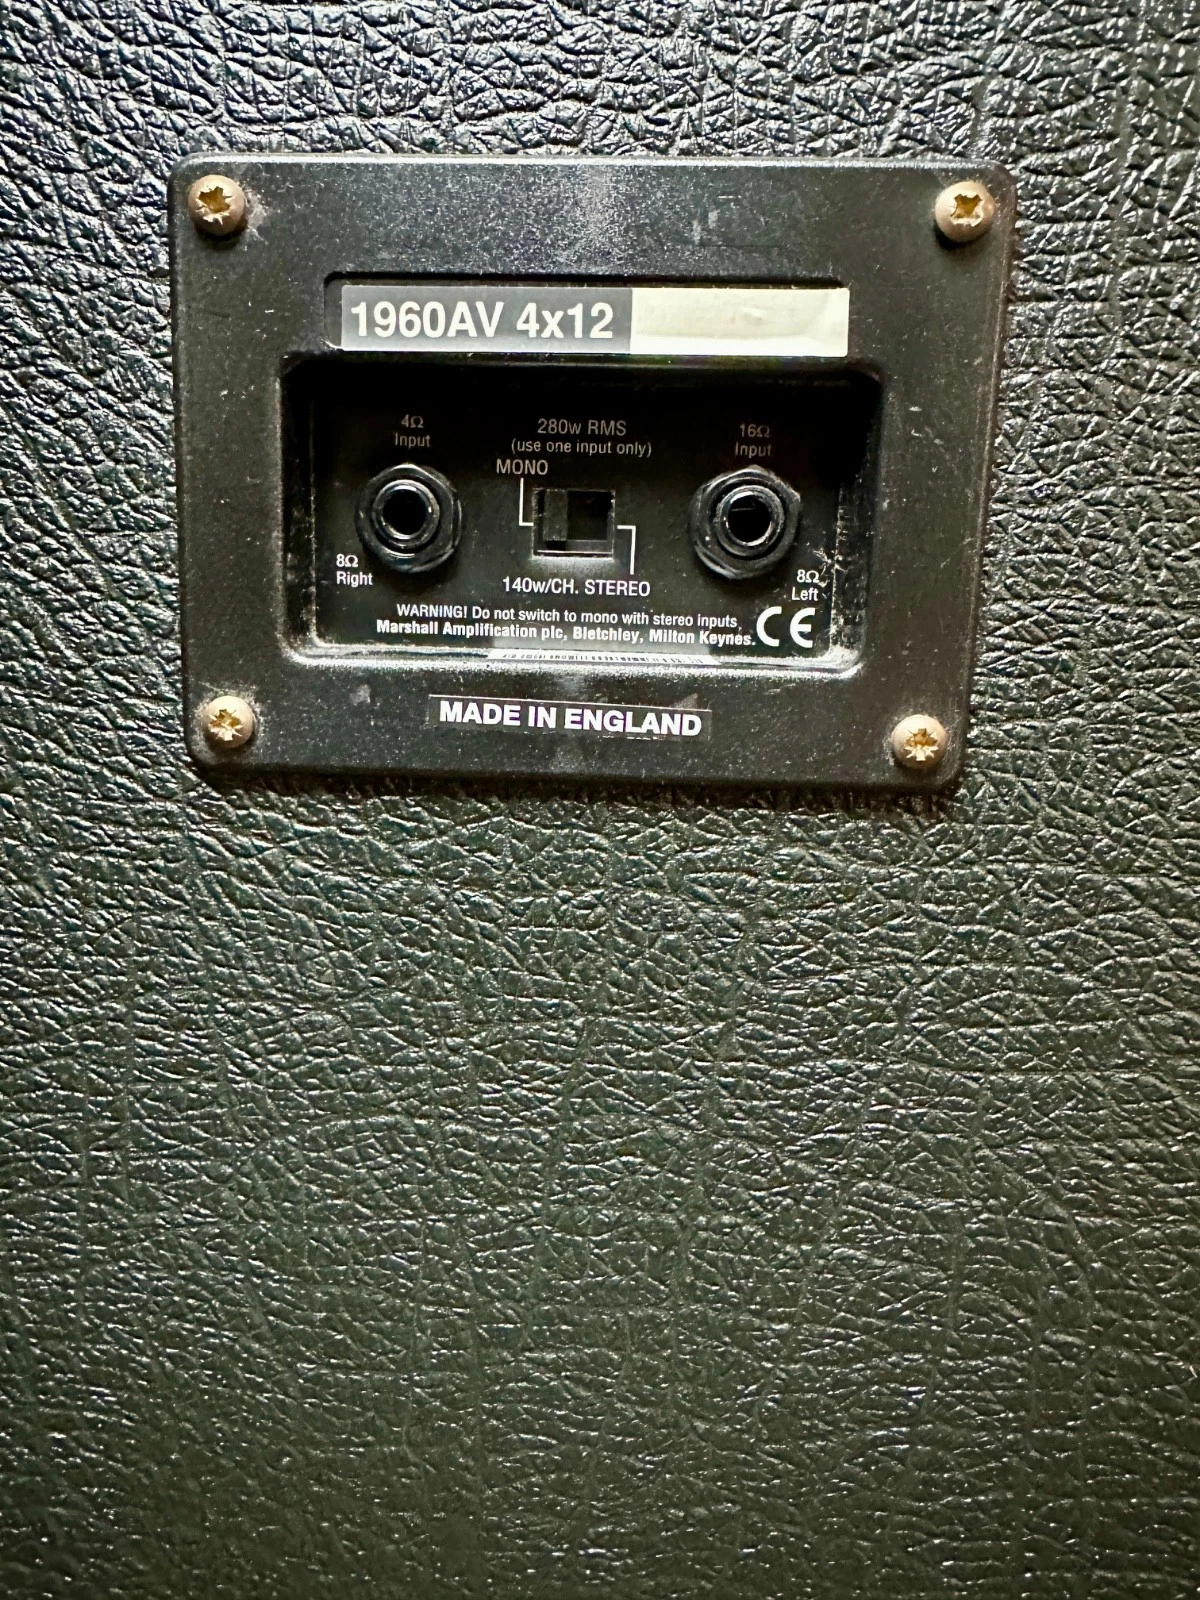 1960AV 4x12
4Ω
Input
280w RMS
(use one input only)
MONO
16Ω
Input
8Ω
Right
140w/CH. STEREO
8Ω
Left
WARNING! Do not switch to mono with stereo inputs
Marshall Amplification plc, Bletchley, Milton Keynes.
CE
MADE IN ENGLAND